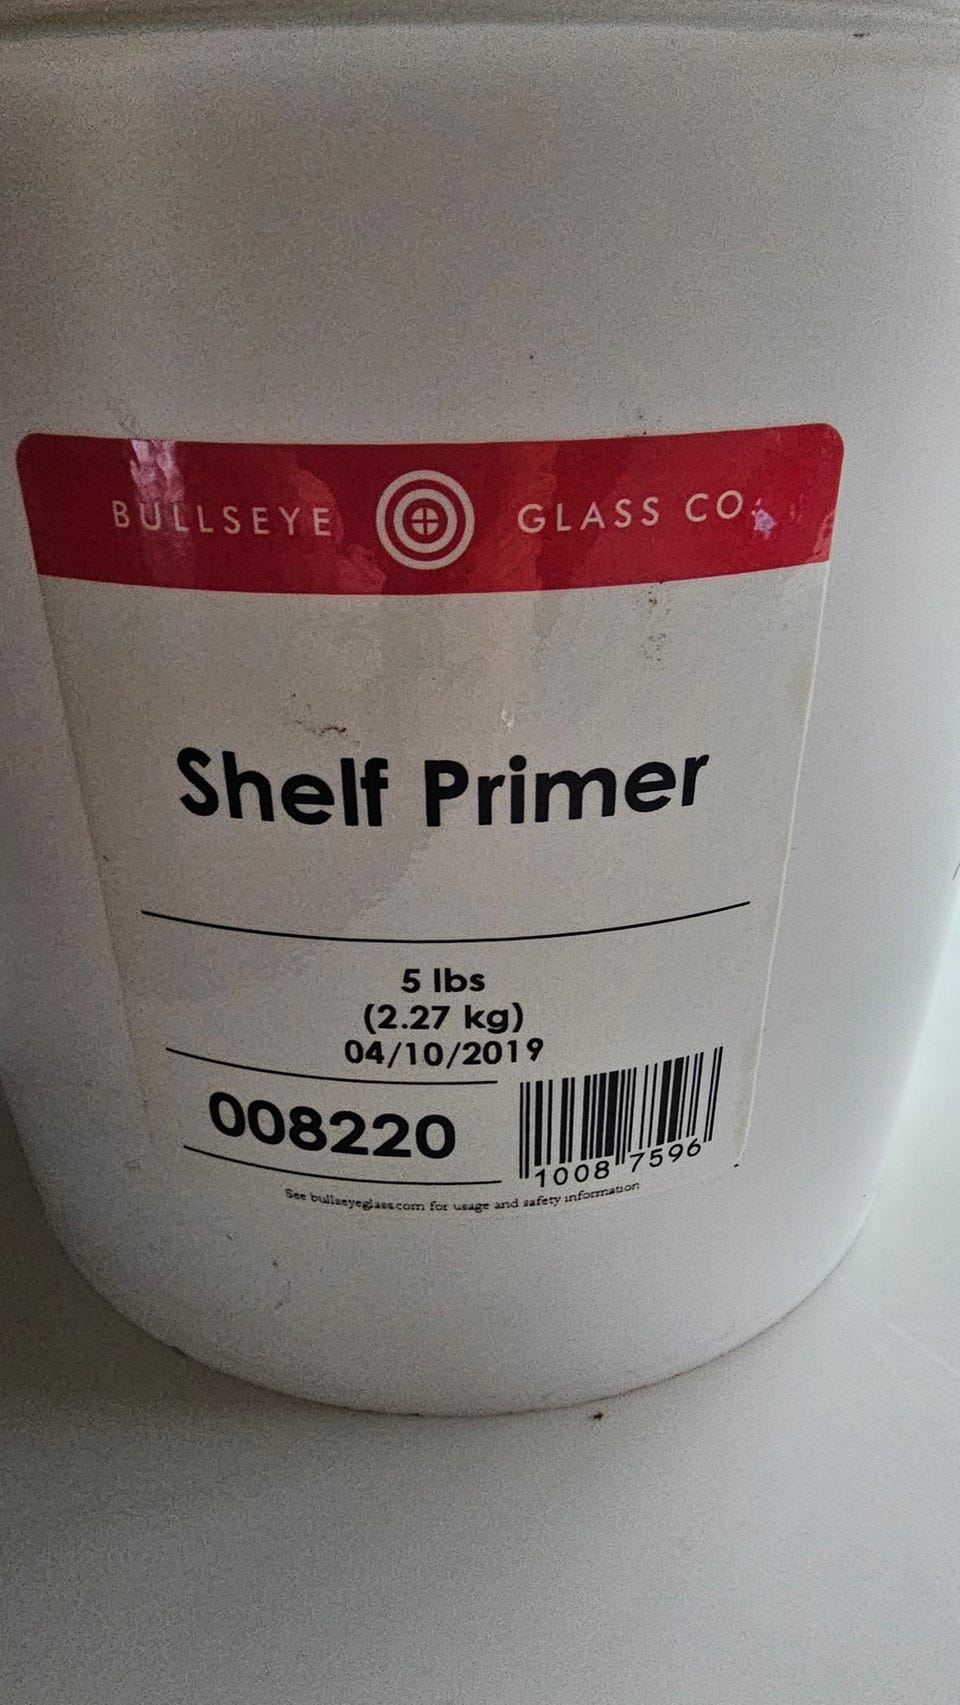 BULLSEYE GLASS CO.
Shelf Primer
5 lbs
(2.27 kg)
04/10/2019
008220
1008 7596
See bullseyeglass.com for usage and safety information